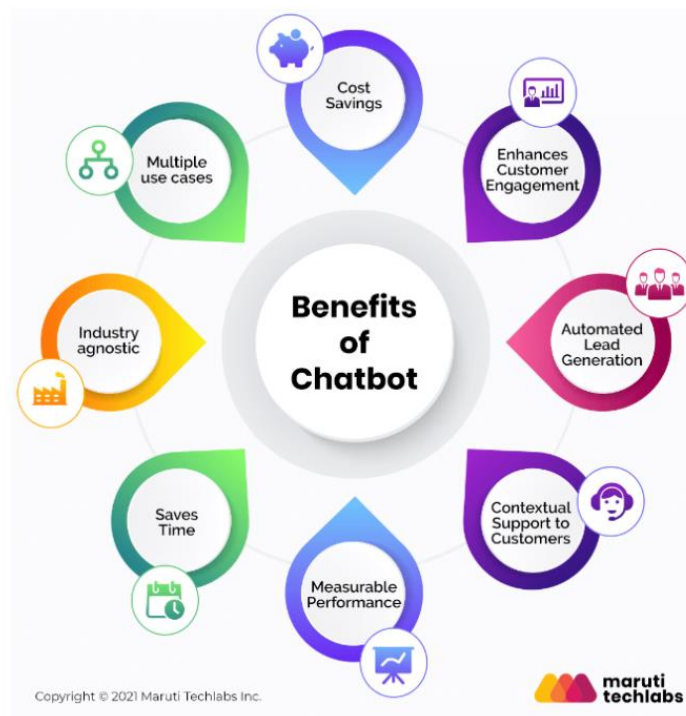 Benefits
of
Chatbot
Cost
Savings
Enhances
Customer
Engagement
Automated
Lead
Generation
Contextual
Support to
Customers
Measurable
Performance
Saves
Time
Industry
agnostic
Multiple
use cases
Copyright © 2021 Maruti Techlabs Inc.
maruti
techlabs